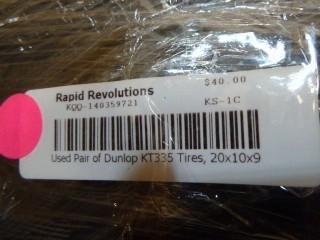 $40.00
Rapid Revolutions
KQQ-140359721 KS-1C
Used Pair of Dunlop KT335 Tires, 20x10x9